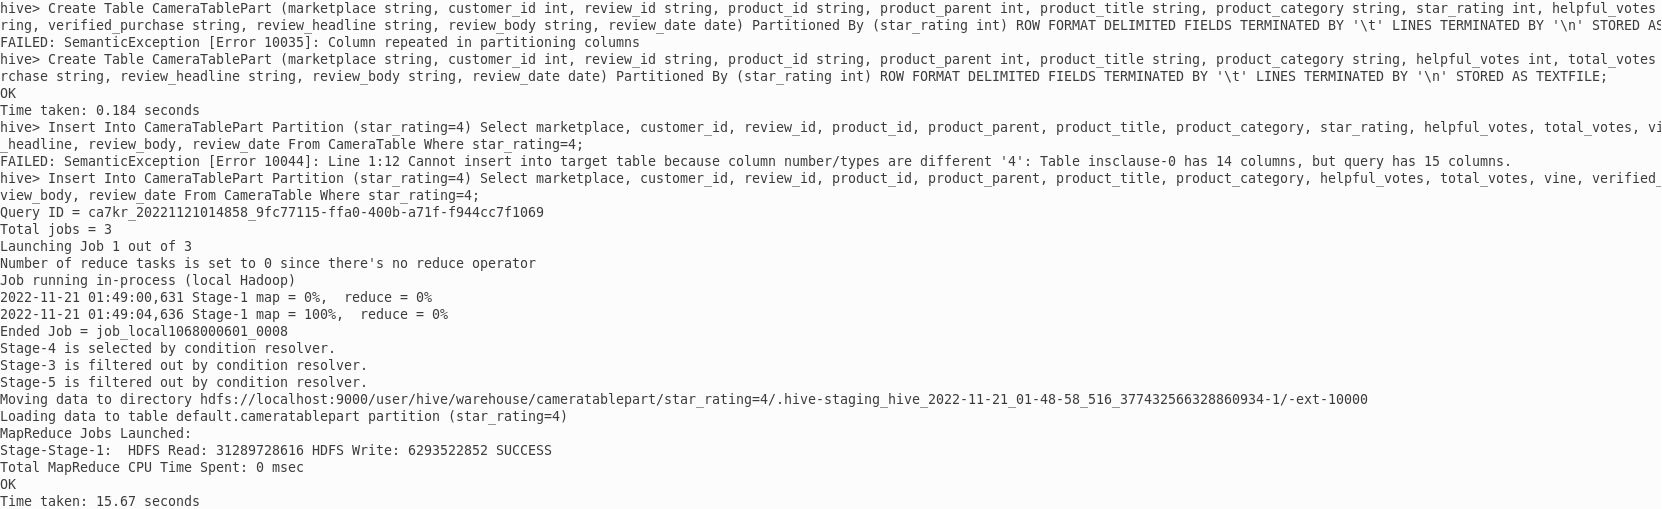 hive> Create Table CameraTablePart (marketplace string, customer_id int, review_id string, product_id string, product_parent int, product_title string, product_category string, star_rating int, helpful_votes
ring, verified_purchase string, review_headline string, review_body string, review_date date) Partitioned By (star_rating int) ROW FORMAT DELIMITED FIELDS TERMINATED BY '\t' LINES TERMINATED BY '\n' STORED AS
FAILED: SemanticException [Error 10035]: Column repeated in partitioning columns
hive> Create Table CameraTablePart (marketplace string, customer_id int, review_id string, product_id string, product_parent int, product_title string, product_category string, helpful_votes int, total_votes
rchase string, review_headline string, review_body string, review_date date) Partitioned By (star_rating int) ROW FORMAT DELIMITED FIELDS TERMINATED BY '\t' LINES TERMINATED BY '\n' STORED AS TEXTFILE;
OK
Time taken: 0.184 seconds
hive> Insert Into CameraTablePart Partition (star_rating=4) Select marketplace, customer_id, review_id, product_id, product_parent, product_title, product_category, star_rating, helpful_votes, total_votes, vi
_headline, review_body, review_date From CameraTable Where star_rating=4;
FAILED: SemanticException [Error 10044]: Line 1:12 Cannot insert into target table because column number/types are different '4': Table insclause-0 has 14 columns, but query has 15 columns.
hive> Insert Into CameraTablePart Partition (star_rating=4) Select marketplace, customer_id, review_id, product_id, product_parent, product_title, product_category, helpful_votes, total_votes, vine, verified_
view_body, review_date From CameraTable Where star_rating=4;
Query ID = ca7kr_20221121014858_9fc77115-ffa0-400b-a71f-f944cc7f1069
Total jobs = 3
Launching Job 1 out of 3
Number of reduce tasks is set to 0 since there's no reduce operator
Job running in-process (local Hadoop)
2022-11-21 01:49:00,631 Stage-1 map = 0%,  reduce = 0%
2022-11-21 01:49:04,636 Stage-1 map = 100%,  reduce = 0%
Ended Job = job_local1068000601_0008
Stage-4 is selected by condition resolver.
Stage-3 is filtered out by condition resolver.
Stage-5 is filtered out by condition resolver.
Moving data to directory hdfs://localhost:9000/user/hive/warehouse/cameratablepart/star_rating=4/.hive-staging_hive_2022-11-21_01-48-58_516_377432566328860934-1/-ext-10000
Loading data to table default.cameratablepart partition (star_rating=4)
MapReduce Jobs Launched:
Stage-Stage-1:  HDFS Read: 31289728616 HDFS Write: 6293522852 SUCCESS
Total MapReduce CPU Time Spent: 0 msec
OK
Time taken: 15.67 seconds